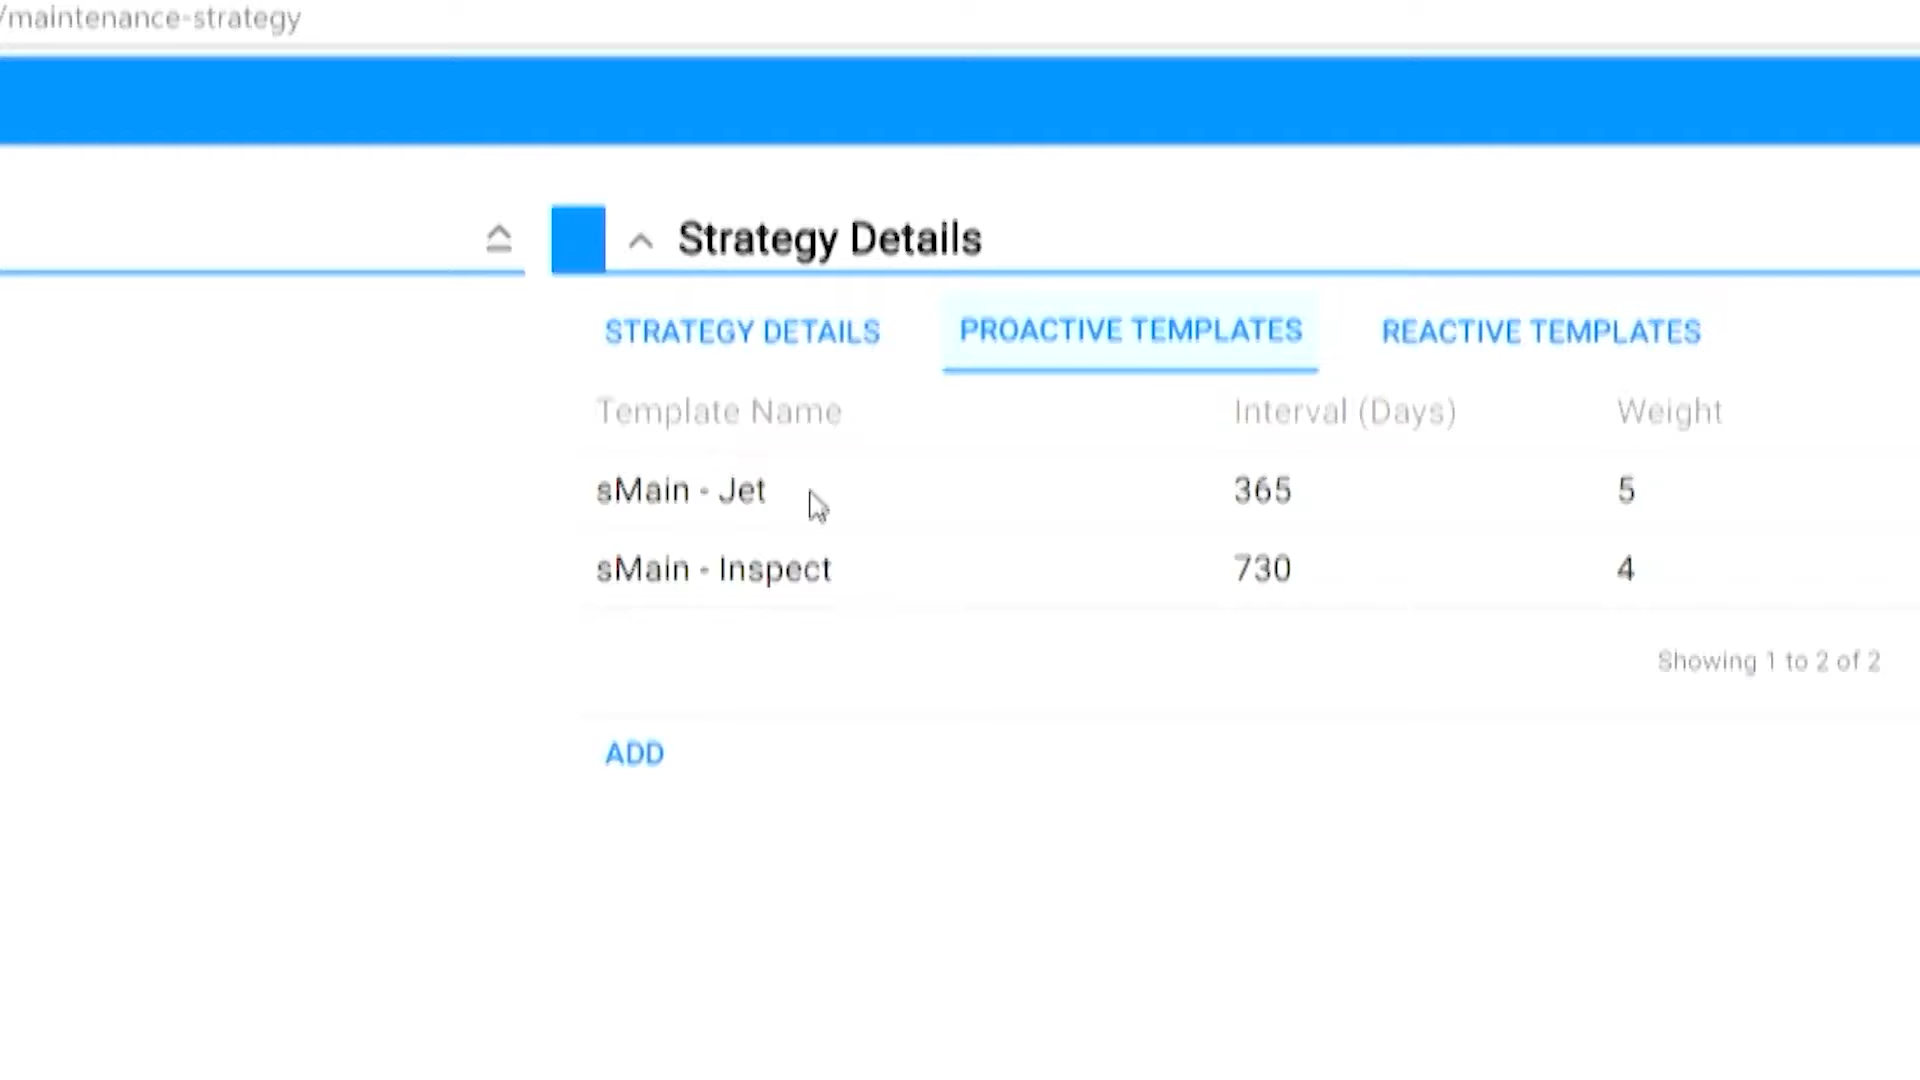 /maintenance-strategy
Strategy Details
STRATEGY DETAILS PROACTIVE TEMPLATES REACTIVE TEMPLATES
Template Name Interval (Days) Weight
sMain - Jet 365 5
sMain - Inspect 730 4
Showing 1 to 2 of 2
ADD